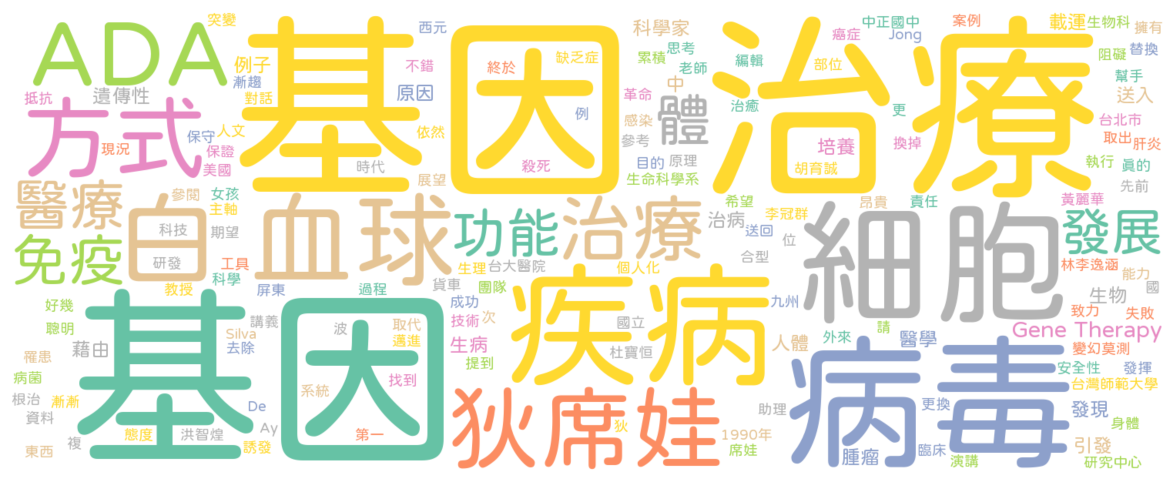 基因治療
基因
細胞
疾病
病毒
白血球
狄席娃
ADA
方式
醫療
免疫
功能
治療
發展
體
突變
西元
科學家
中正國中
Jong
案例
載運
生物科
擁有
例子
漸趨
對話
不錯
原因
終於
缺乏症
例
累積
思考
老師
編輯
癌症
部位
阻礙
替換
幫手
送入
抵抗
遺傳性
保守
人文
保證
美國
現況
時代
依然
展望
殺死
革命
中
感染
參考
目的
原理
生命科學系
治癒
更
培養
換掉
胡育誠
台北市
取出
肝炎
執行
真的
先前
參閱
女孩
主軸
科技
期望
研發
工具
科學
教授
屏東
過程
希望
治病
李冠群
昂貴
責任
黃麗華
送回
位
合型
林李逸涵
能力
國
生理
台大醫院
個人化
團隊
貨車
成功
九州
技術
次
國立
生物
致力
失敗
Gene Therapy
好幾
聰明
藉由
Silva
講義
去除
波
取代
邁進
生病
提到
杜寶恒
人體
外來
請
醫學
變幻莫測
安全性
台灣師範大學
罹患
病菌
漸漸
根治
資料
系統
找到
De
Ay
助理
更換
發現
發揮
身體
東西
複
態度
洪智煌
誘發
第一
狄
1990年
席娃
腫瘤
臨床
演講
引發
研究中心